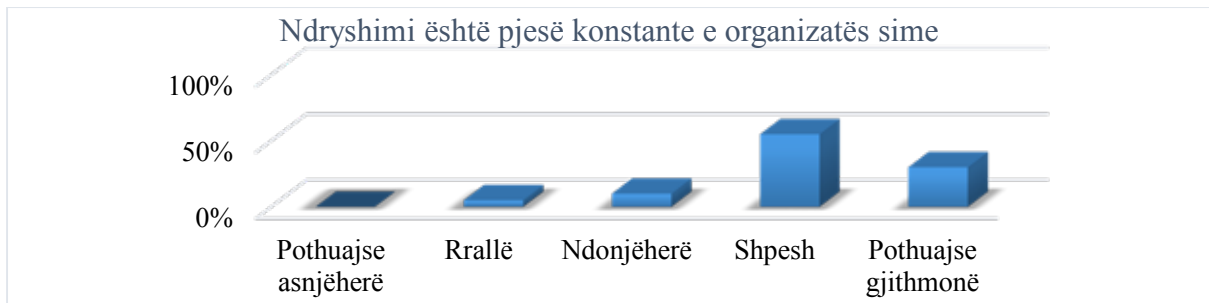 Ndryshimi është pjesë konstante e organizatës sime
100%
50%
0%
Pothuajse
asnjëherë
Rrallë
Ndonjëherë
Shpesh
Pothuajse
gjithmonë